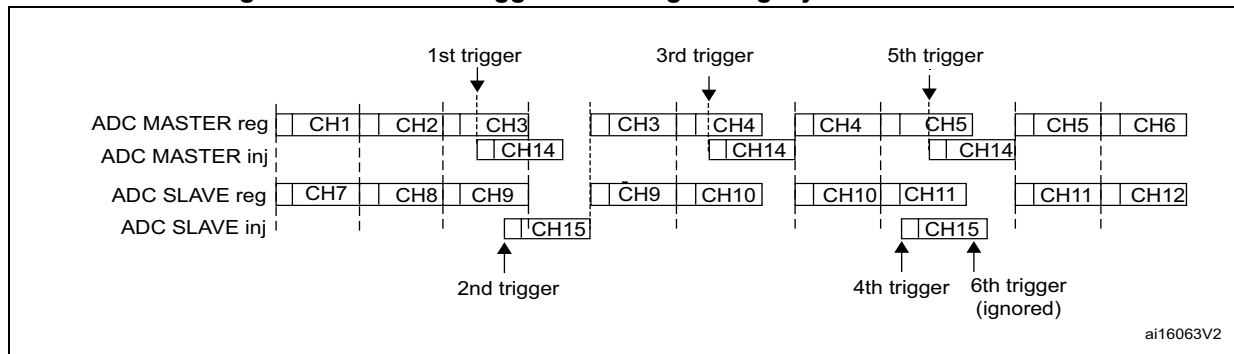 1st trigger 3rd trigger 5th trigger
ADC MASTER reg CH1 CH2 CH3 CH3 CH4 CH4 CH5 CH5 CH6
ADC MASTER inj CH14 CH14 CH14
ADC SLAVE reg CH7 CH8 CH9 CH9 CH10 CH10 CH11 CH11 CH12
ADC SLAVE inj CH15 CH15
2nd trigger 4th trigger 6th trigger
(ignored)
ai16063V2